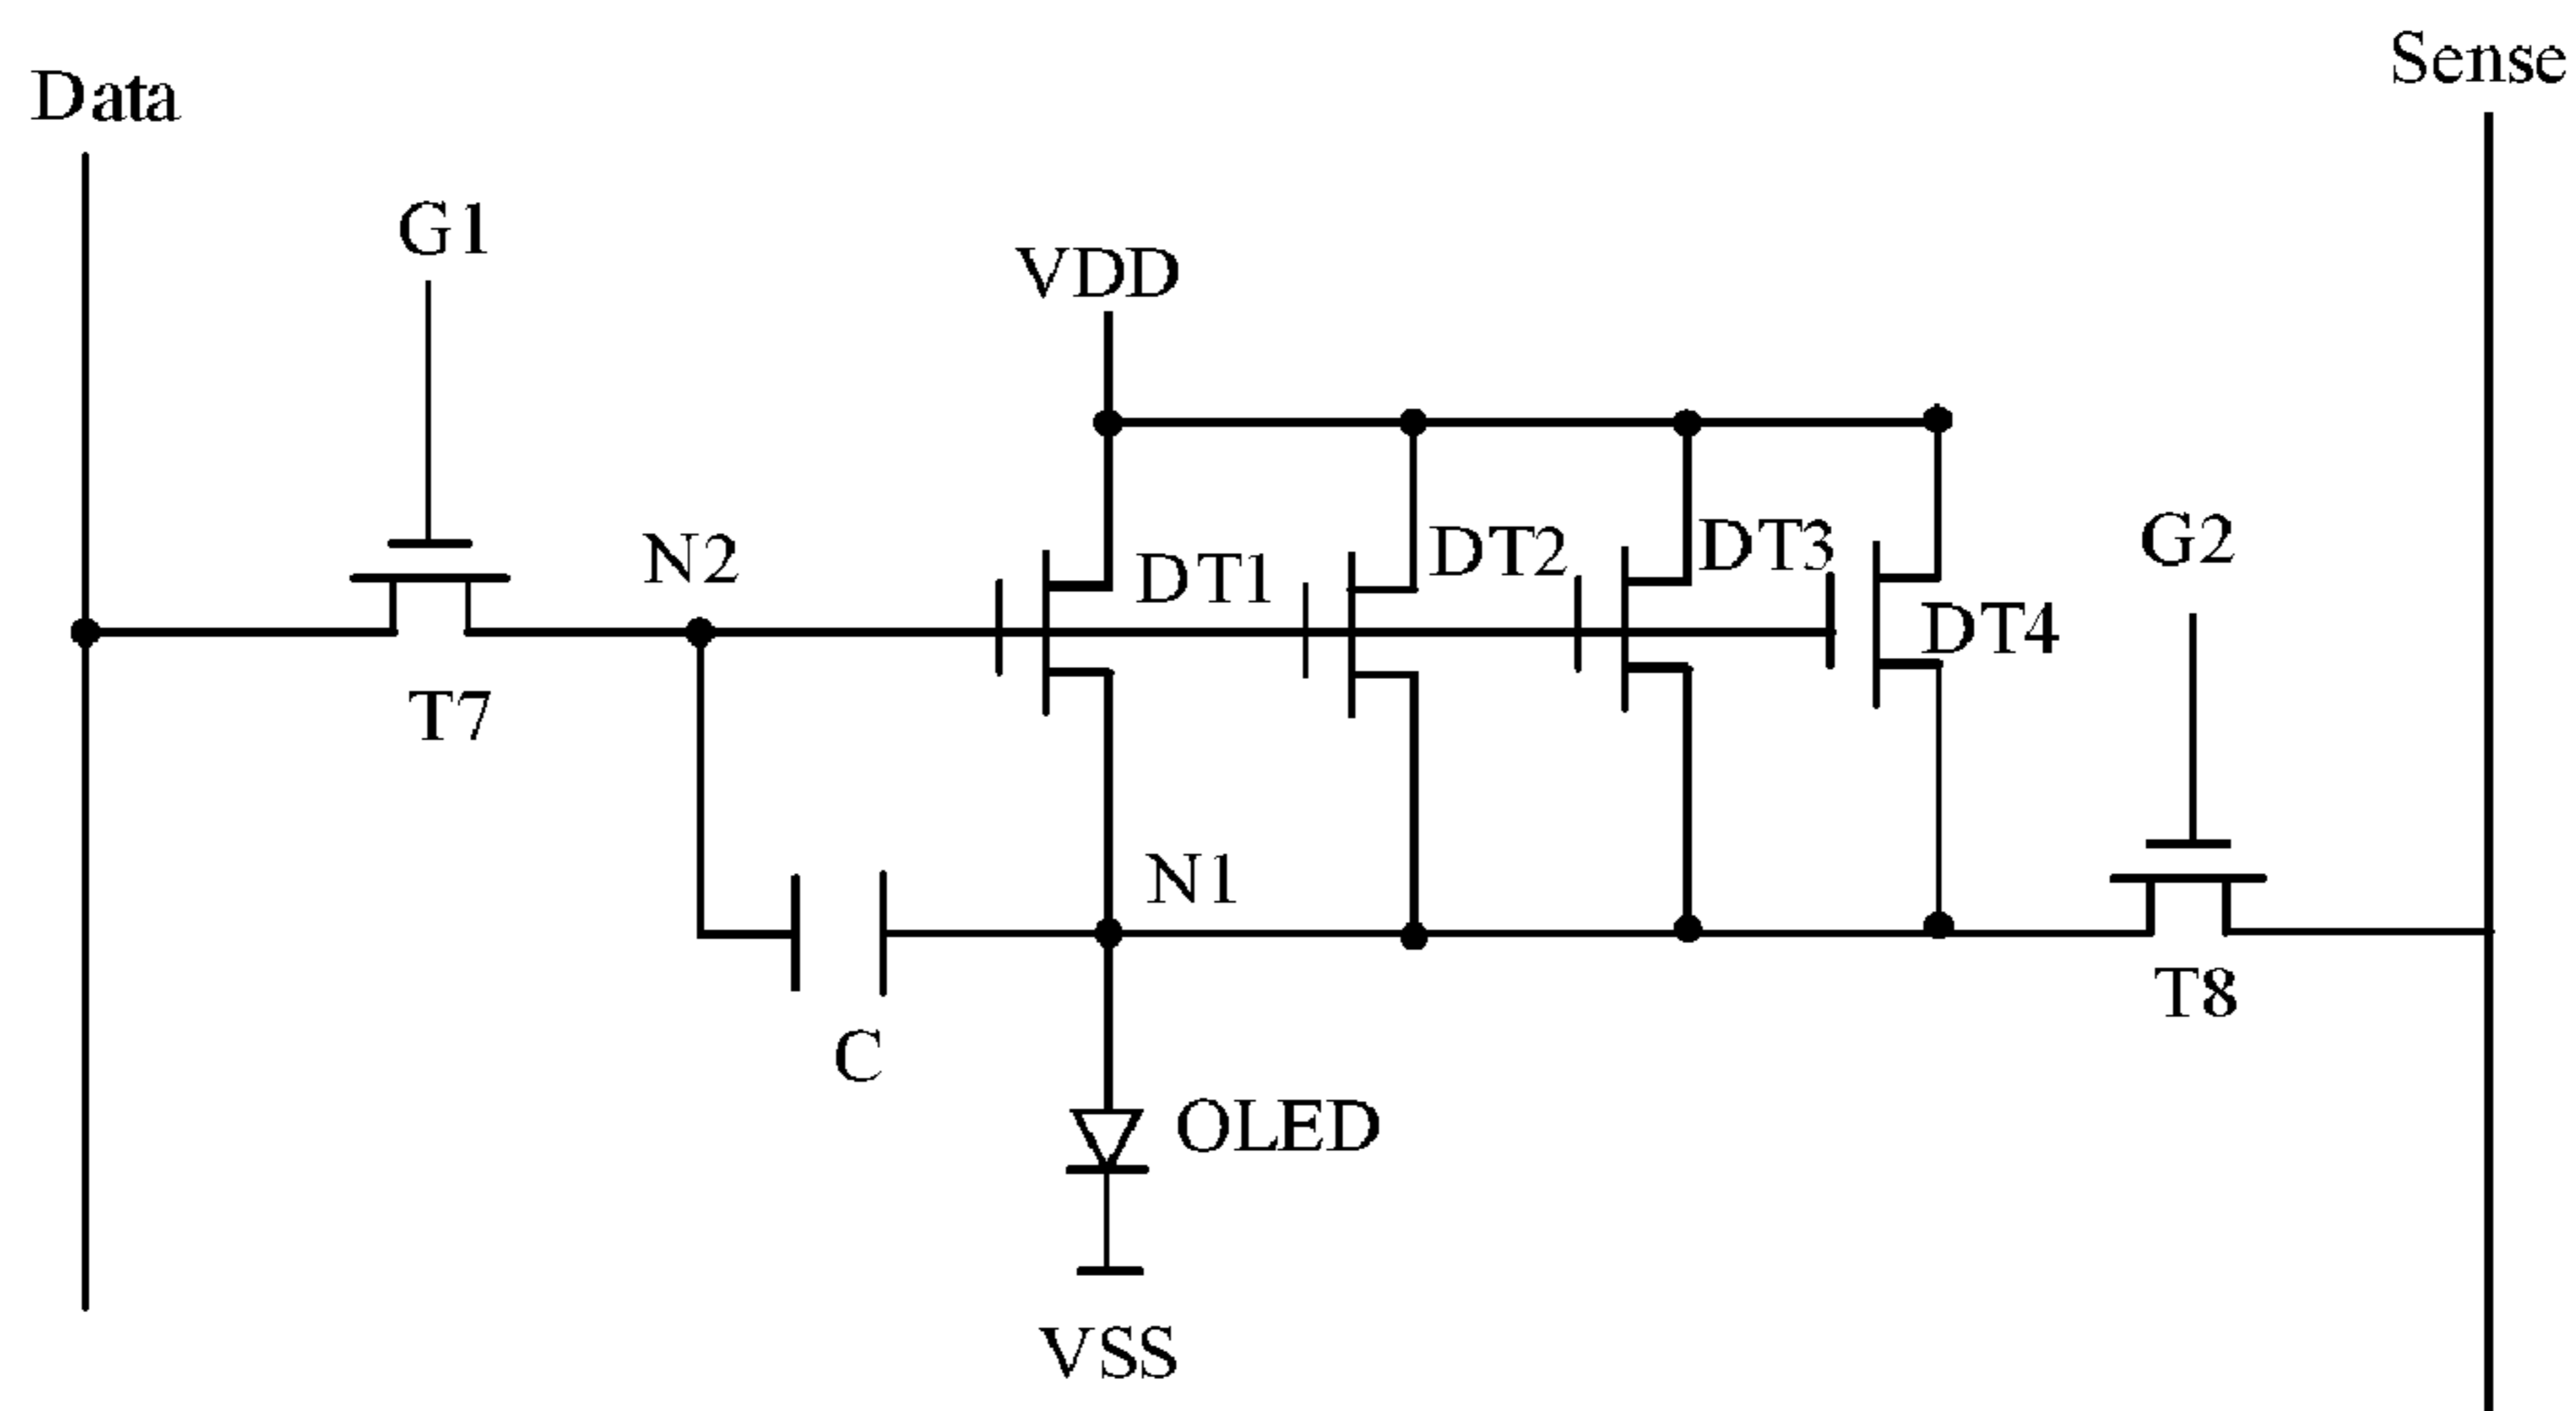 Sense
Data
G1
VDD
G2
N2
DT1
DT2
DT3
DT4
T7
N1
T8
C
OLED
VSS